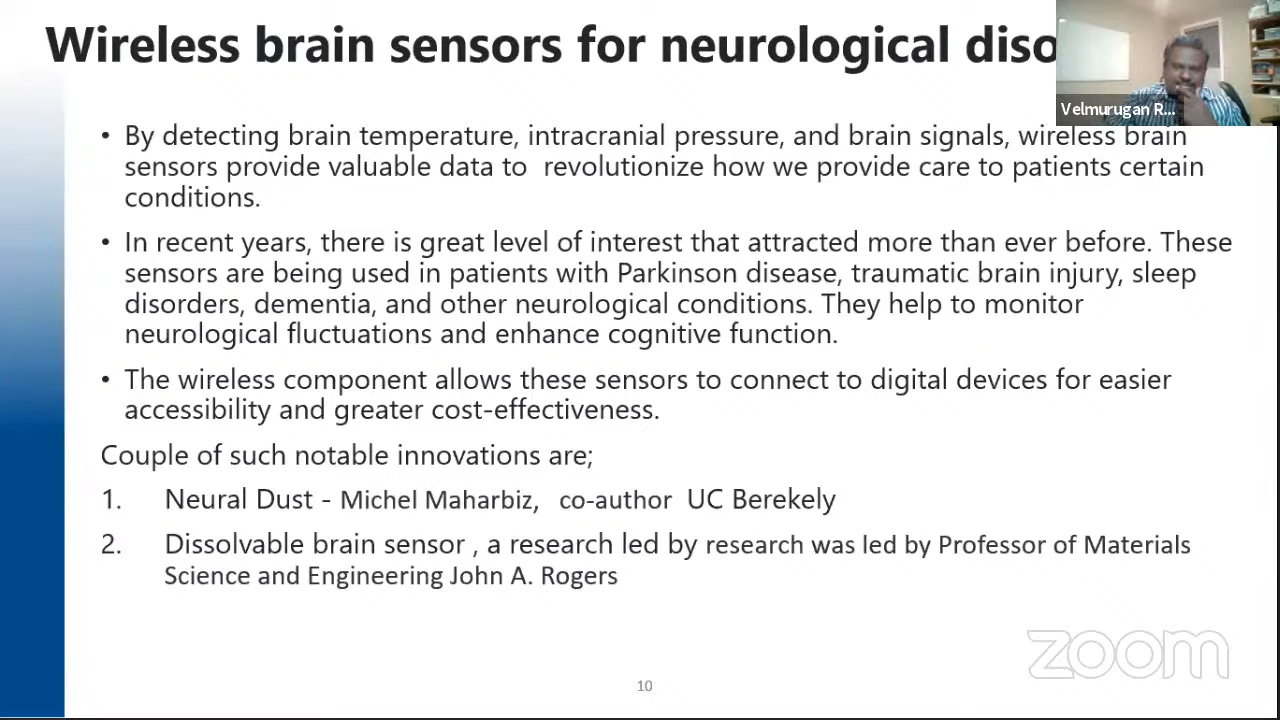 Wireless brain sensors for neurological diso
Velmurugan R...
• By detecting brain temperature, intracranial pressure, and brain signals, wireless brain
sensors provide valuable data to revolutionize how we provide care to patients certain
conditions.
• In recent years, there is great level of interest that attracted more than ever before. These
sensors are being used in patients with Parkinson disease, traumatic brain injury, sleep
disorders, dementia, and other neurological conditions. They help to monitor
neurological fluctuations and enhance cognitive function.
• The wireless component allows these sensors to connect to digital devices for easier
accessibility and greater cost-effectiveness.
Couple of such notable innovations are;
1. Neural Dust - Michel Maharbiz, co-author UC Berekely
2. Dissolvable brain sensor , a research led by research was led by Professor of Materials
Science and Engineering John A. Rogers
zoom
10